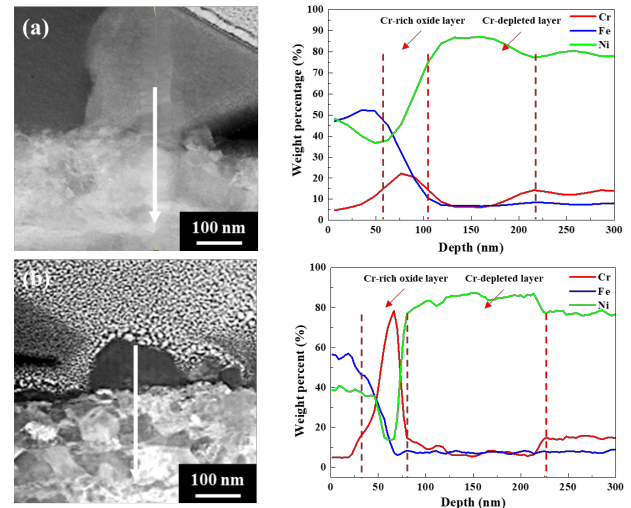 (a)
100 nm
Cr-rich oxide layer
Cr-depleted layer
Cr
Fe
Ni
Weight percentage (%)
100
90
80
70
60
50
40
30
20
10
0
0
50
100
150
200
250
300
Depth (nm)
(b)
100 nm
Cr-rich oxide layer
Cr-depleted layer
Cr
Fe
Ni
Weight percent (%)
100
80
60
40
20
0
0
50
100
150
200
250
300
Depth (nm)